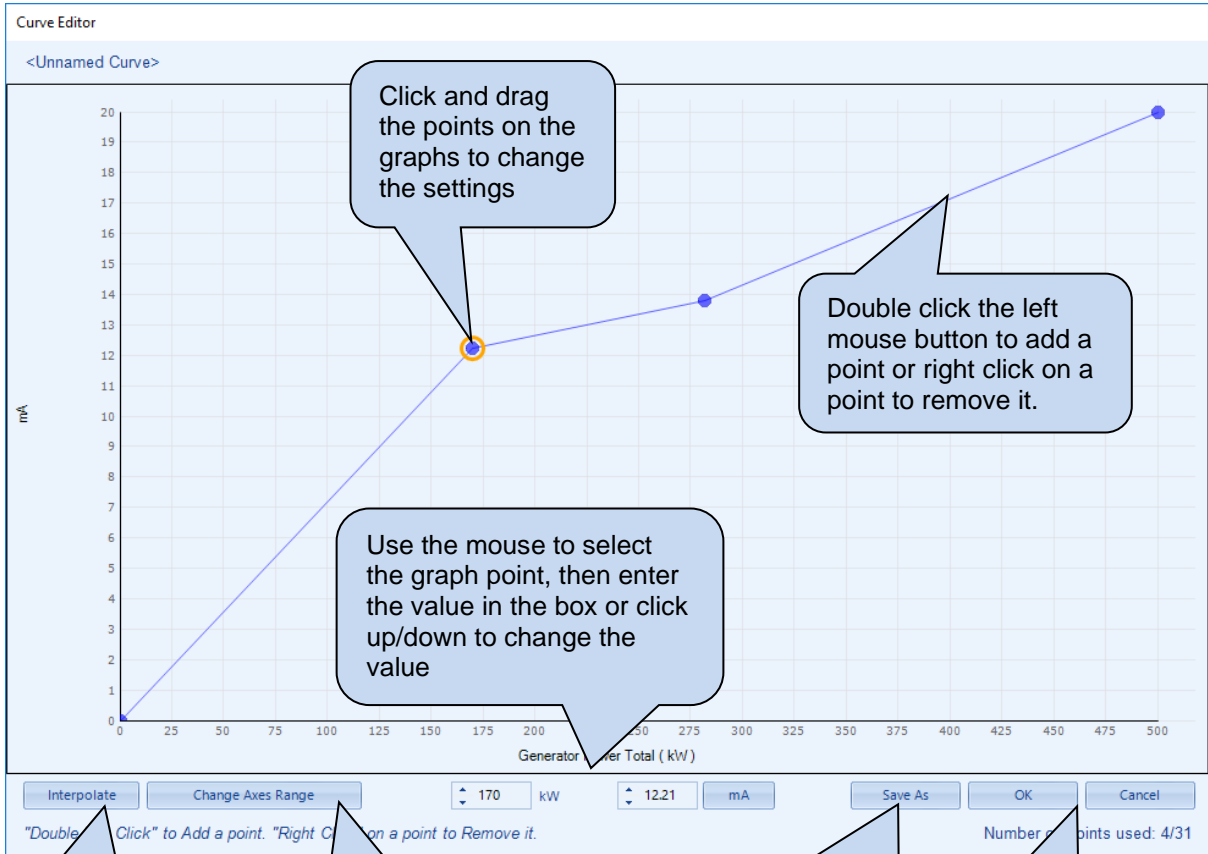 Curve Editor
<Unnamed Curve>
Click and drag
the points on the
graphs to change
the settings
Double click the left
mouse button to add a
point or right click on a
point to remove it.
Use the mouse to select
the graph point, then enter
the value in the box or click
up/down to change the
value
20
19
18
17
16
15
14
13
12
11
10
9
8
7
6
5
4
3
2
1
0
mA
0 25 50 75 100 125 150 175 200 250 275 300 325 350 375 400 425 450 475 500
Generator Total ( kW )
Interpolate Change Axes Range 170 kW 12.21 mA Save As OK Cancel
"Double Click" to Add a point. "Right on a point to Remove it. Number points used: 4/31